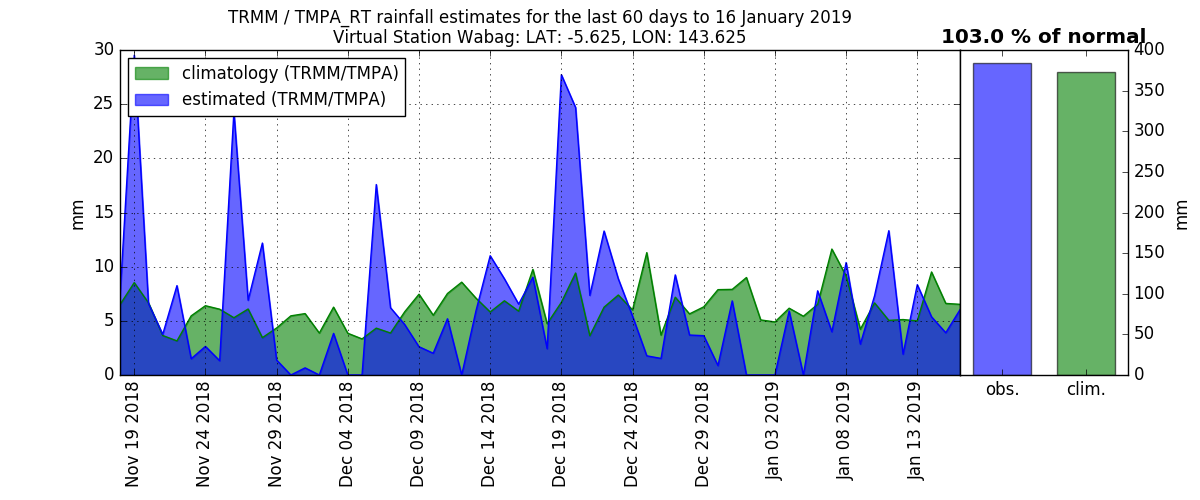 TRMM / TMPA_RT rainfall estimates for the last 60 days to 16 January 2019
Virtual Station Wabag: LAT: -5.625, LON: 143.625
103.0 % of normal
climatology (TRMM/TMPA)
estimated (TRMM/TMPA)
30
25
20
15
10
5
0
mm
Nov 19 2018
Nov 24 2018
Nov 29 2018
Dec 04 2018
Dec 09 2018
Dec 14 2018
Dec 19 2018
Dec 24 2018
Dec 29 2018
Jan 03 2019
Jan 08 2019
Jan 13 2019
400
350
300
250
200
150
100
50
0
mm
obs.
clim.